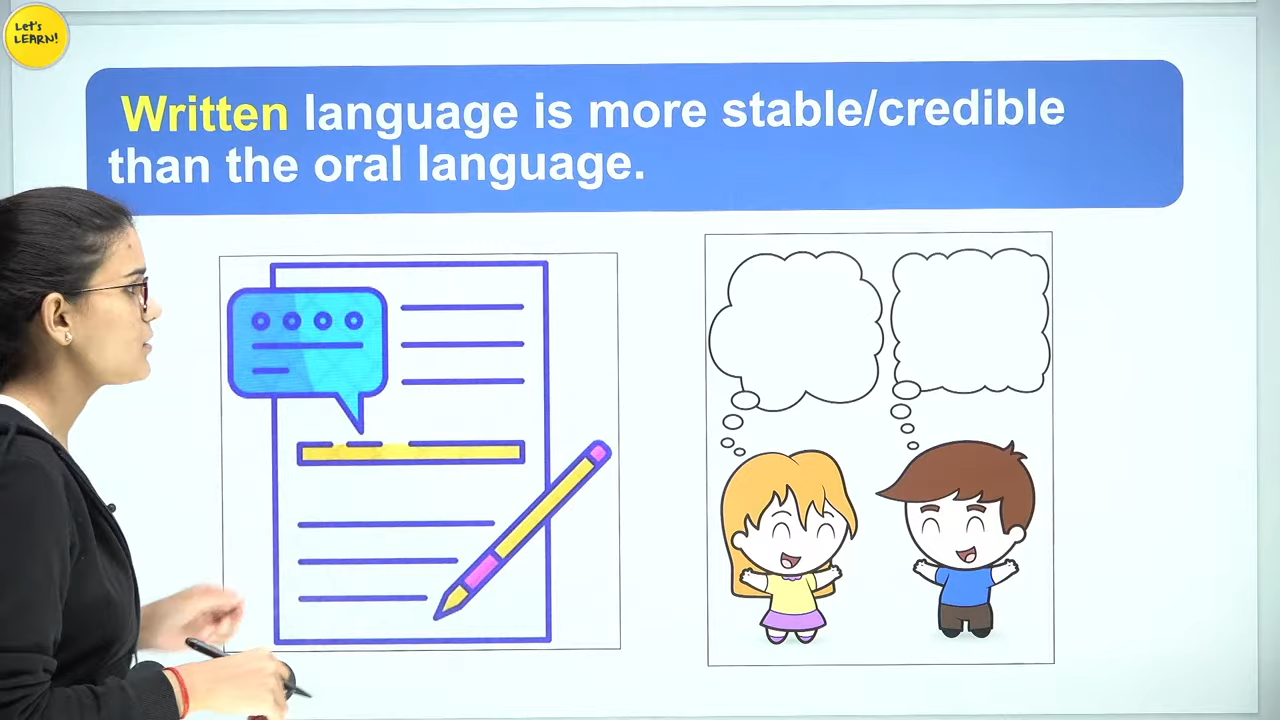 Let's
LEARN!
Written language is more stable/credible
than the oral language.